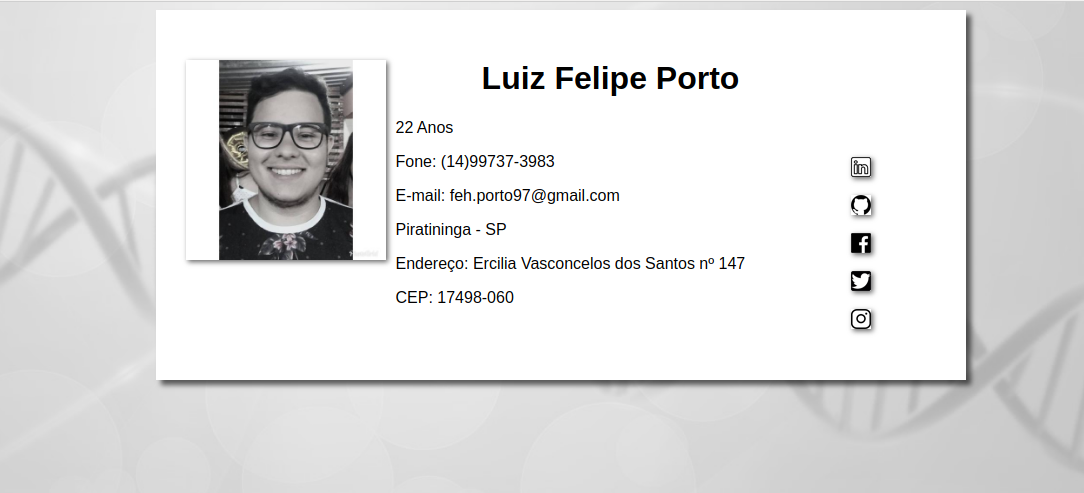 Luiz Felipe Porto
22 Anos
Fone: (14)99737-3983
E-mail: feh.porto97@gmail.com
Piratininga - SP
Endereço: Ercilia Vasconcelos dos Santos nº 147
CEP: 17498-060
in